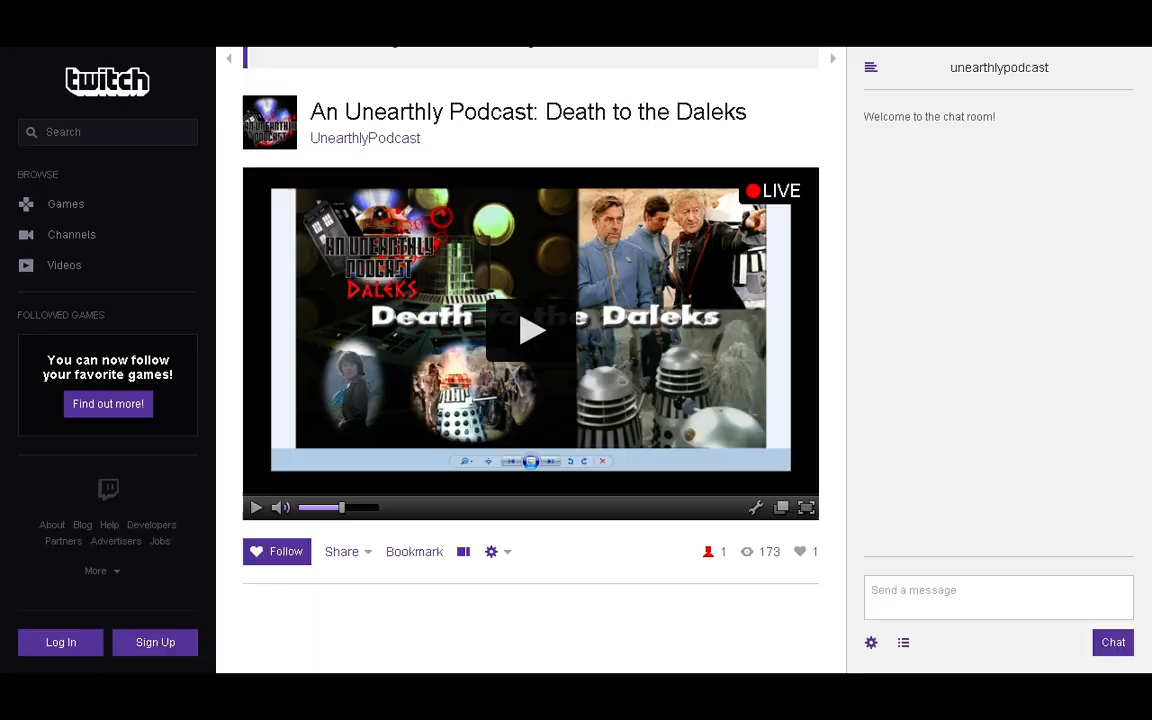 twitch
Search
BROWSE
Games
Channels
Videos
FOLLOWED GAMES
You can now follow
your favorite games!
Find out more!
About Blog Help Developers
Partners Advertisers Jobs
More
Log In Sign Up
An Unearthly Podcast: Death to the Daleks
UnearthlyPodcast
LIVE
AN UNEARTHLY
PODCAST
DALEKS
Death to the Daleks
Follow Share Bookmark 1 173 1
unearthlypodcast
Welcome to the chat room!
Send a message
Chat